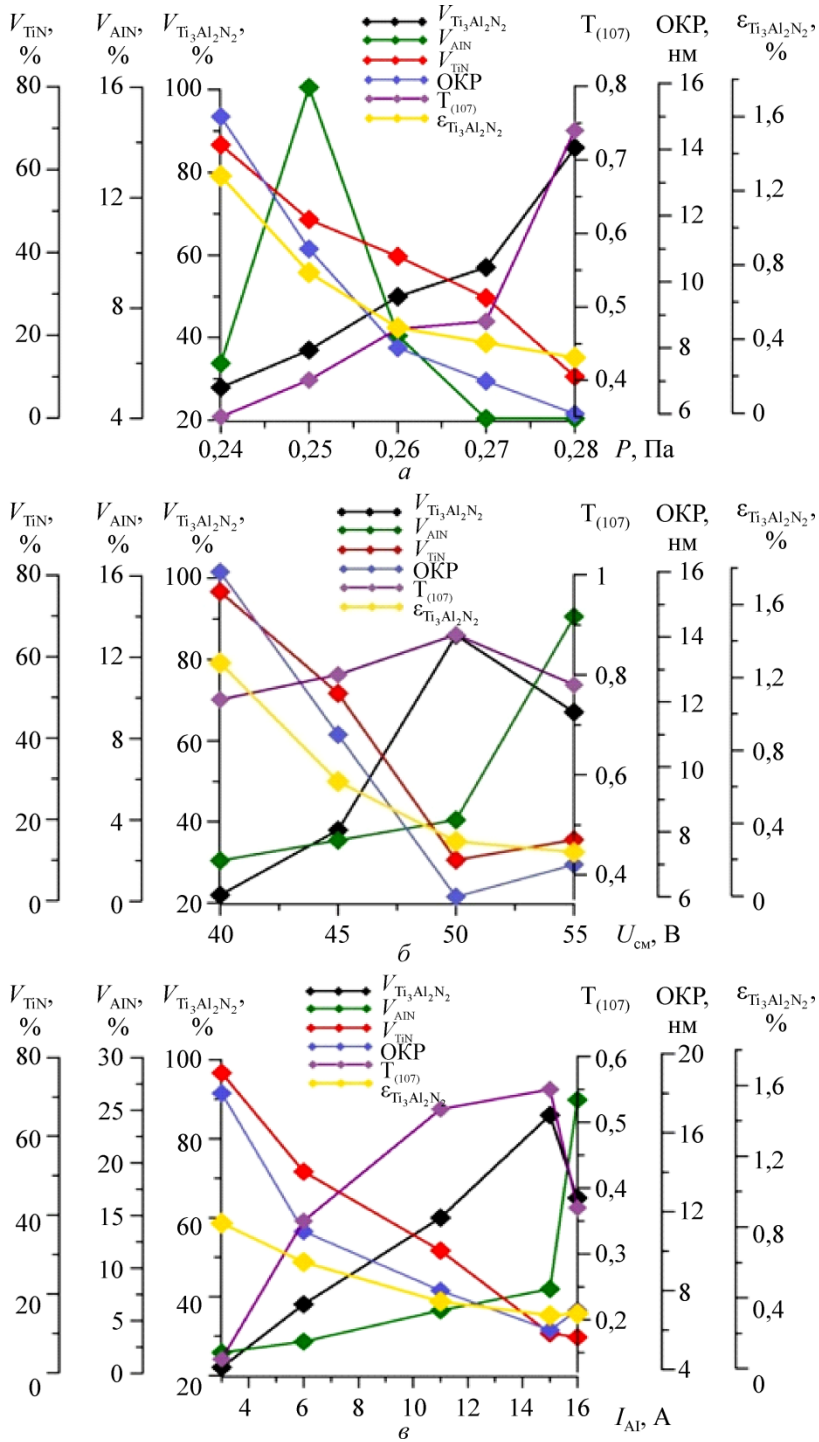 V_TiN, V_AlN, V_Ti3Al2N2, T(107) ОКР, ε_Ti3Al2N2,
% % % нм %
V_Ti3Al2N2
V_AlN
V_TiN
ОКР
T(107)
ε_Ti3Al2N2
80 16 100 0,8 16 1,6
60 12 80 0,7 14 1,2
40 8 60 0,6 12 0,8
20 4 40 0,5 10 0,4
0 20 0,4 8 0
6
0,24 0,25 0,26 0,27 0,28 P, Па
а
V_TiN, V_AlN, V_Ti3Al2N2, T(107) ОКР, ε_Ti3Al2N2,
% % % нм %
V_Ti3Al2N2
V_AlN
V_TiN
ОКР
T(107)
ε_Ti3Al2N2
80 16 100 1 16 1,6
60 12 80 0,8 14 1,2
40 8 60 0,6 12 0,8
20 4 40 0,4 10 0,4
0 0 20 8 0
6
40 45 50 55 U_см, В
б
V_TiN, V_AlN, V_Ti3Al2N2, T(107) ОКР, ε_Ti3Al2N2,
% % % нм %
V_Ti3Al2N2
V_AlN
V_TiN
ОКР
T(107)
ε_Ti3Al2N2
80 30 100 0,6 20 1,6
60 25 80 0,5 16 1,2
40 20 60 0,4 12 0,8
20 15 40 0,3 8 0,4
0 10 20 0,2 4 0
5
0
4 6 8 10 12 14 16 I_Al, А
в